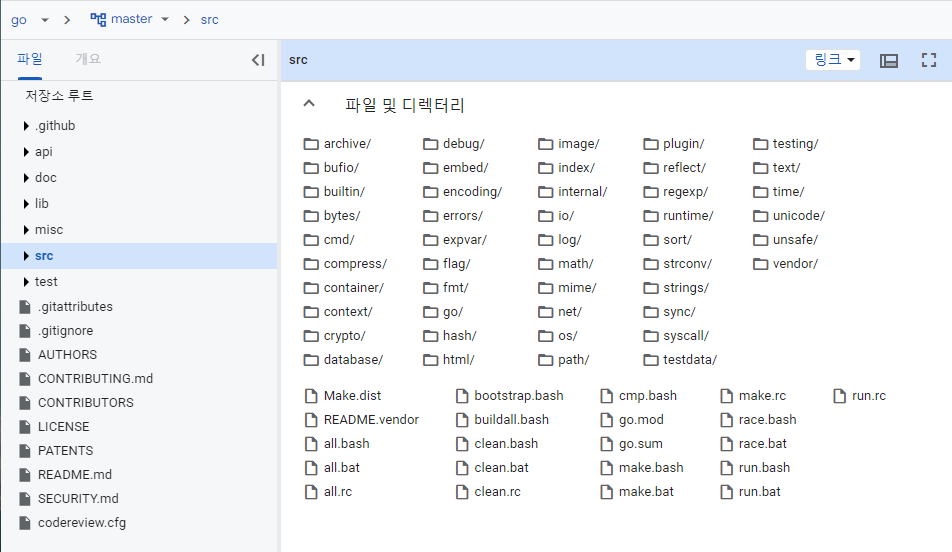 go master src
파일 개요
저장소 루트
.github
api
doc
lib
misc
src
test
.gitattributes
.gitignore
AUTHORS
CONTRIBUTING.md
CONTRIBUTORS
LICENSE
PATENTS
README.md
SECURITY.md
codereview.cfg
src 링크
파일 및 디렉터리
archive/ debug/ image/ plugin/ testing/
bufio/ embed/ index/ reflect/ text/
builtin/ encoding/ internal/ regexp/ time/
bytes/ errors/ io/ runtime/ unicode/
cmd/ expvar/ log/ sort/ unsafe/
compress/ flag/ math/ strconv/ vendor/
container/ fmt/ mime/ strings/
context/ go/ net/ sync/
crypto/ hash/ os/ syscall/
database/ html/ path/ testdata/
Make.dist bootstrap.bash cmp.bash make.rc run.rc
README.vendor buildall.bash go.mod race.bash
all.bash clean.bash go.sum race.bat
all.bat clean.bat make.bash run.bash
all.rc clean.rc make.bat run.bat